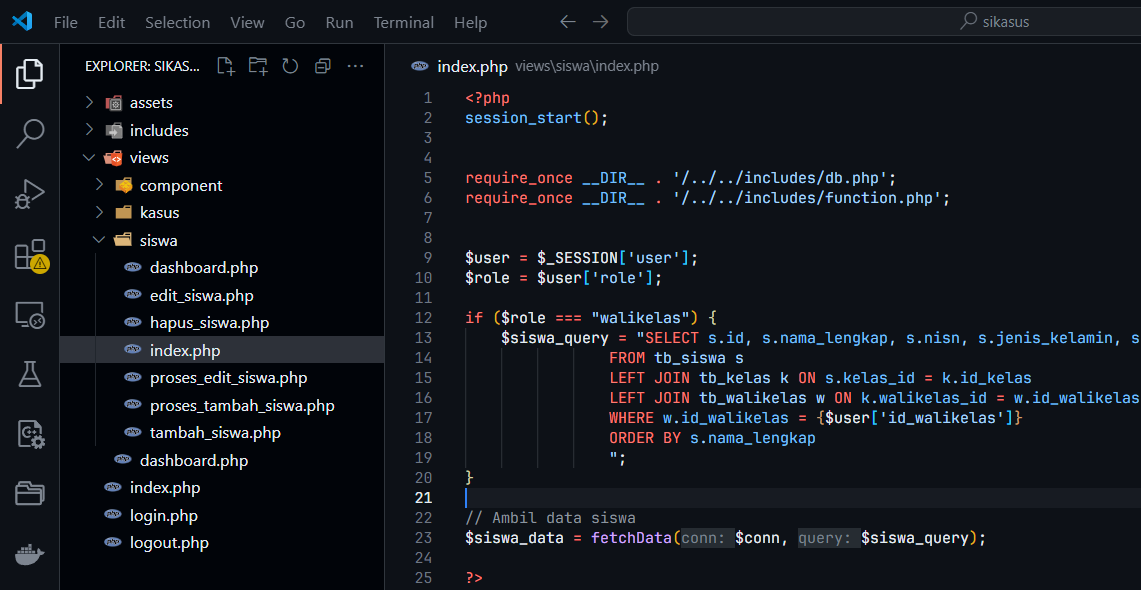 File Edit Selection View Go Run Terminal Help sikasus
EXPLORER: SIKAS...
assets
includes
views
component
kasus
siswa
dashboard.php
edit_siswa.php
hapus_siswa.php
index.php
proses_edit_siswa.php
proses_tambah_siswa.php
tambah_siswa.php
dashboard.php
index.php
login.php
logout.php
index.php views\siswa\index.php
1 <?php
2 session_start();
3
4
5 require_once __DIR__ . '/../../includes/db.php';
6 require_once __DIR__ . '/../../includes/function.php';
7
8
9 $user = $_SESSION['user'];
10 $role = $user['role'];
11
12 if ($role === "walikelas") {
13 $siswa_query = "SELECT s.id, s.nama_lengkap, s.nisn, s.jenis_kelamin, s
14 FROM tb_siswa s
15 LEFT JOIN tb_kelas k ON s.kelas_id = k.id_kelas
16 LEFT JOIN tb_walikelas w ON k.walikelas_id = w.id_walikelas
17 WHERE w.id_walikelas = {$user['id_walikelas']}
18 ORDER BY s.nama_lengkap
19 ";
20 }
21
22 // Ambil data siswa
23 $siswa_data = fetchData(conn: $conn, query: $siswa_query);
24
25 ?>